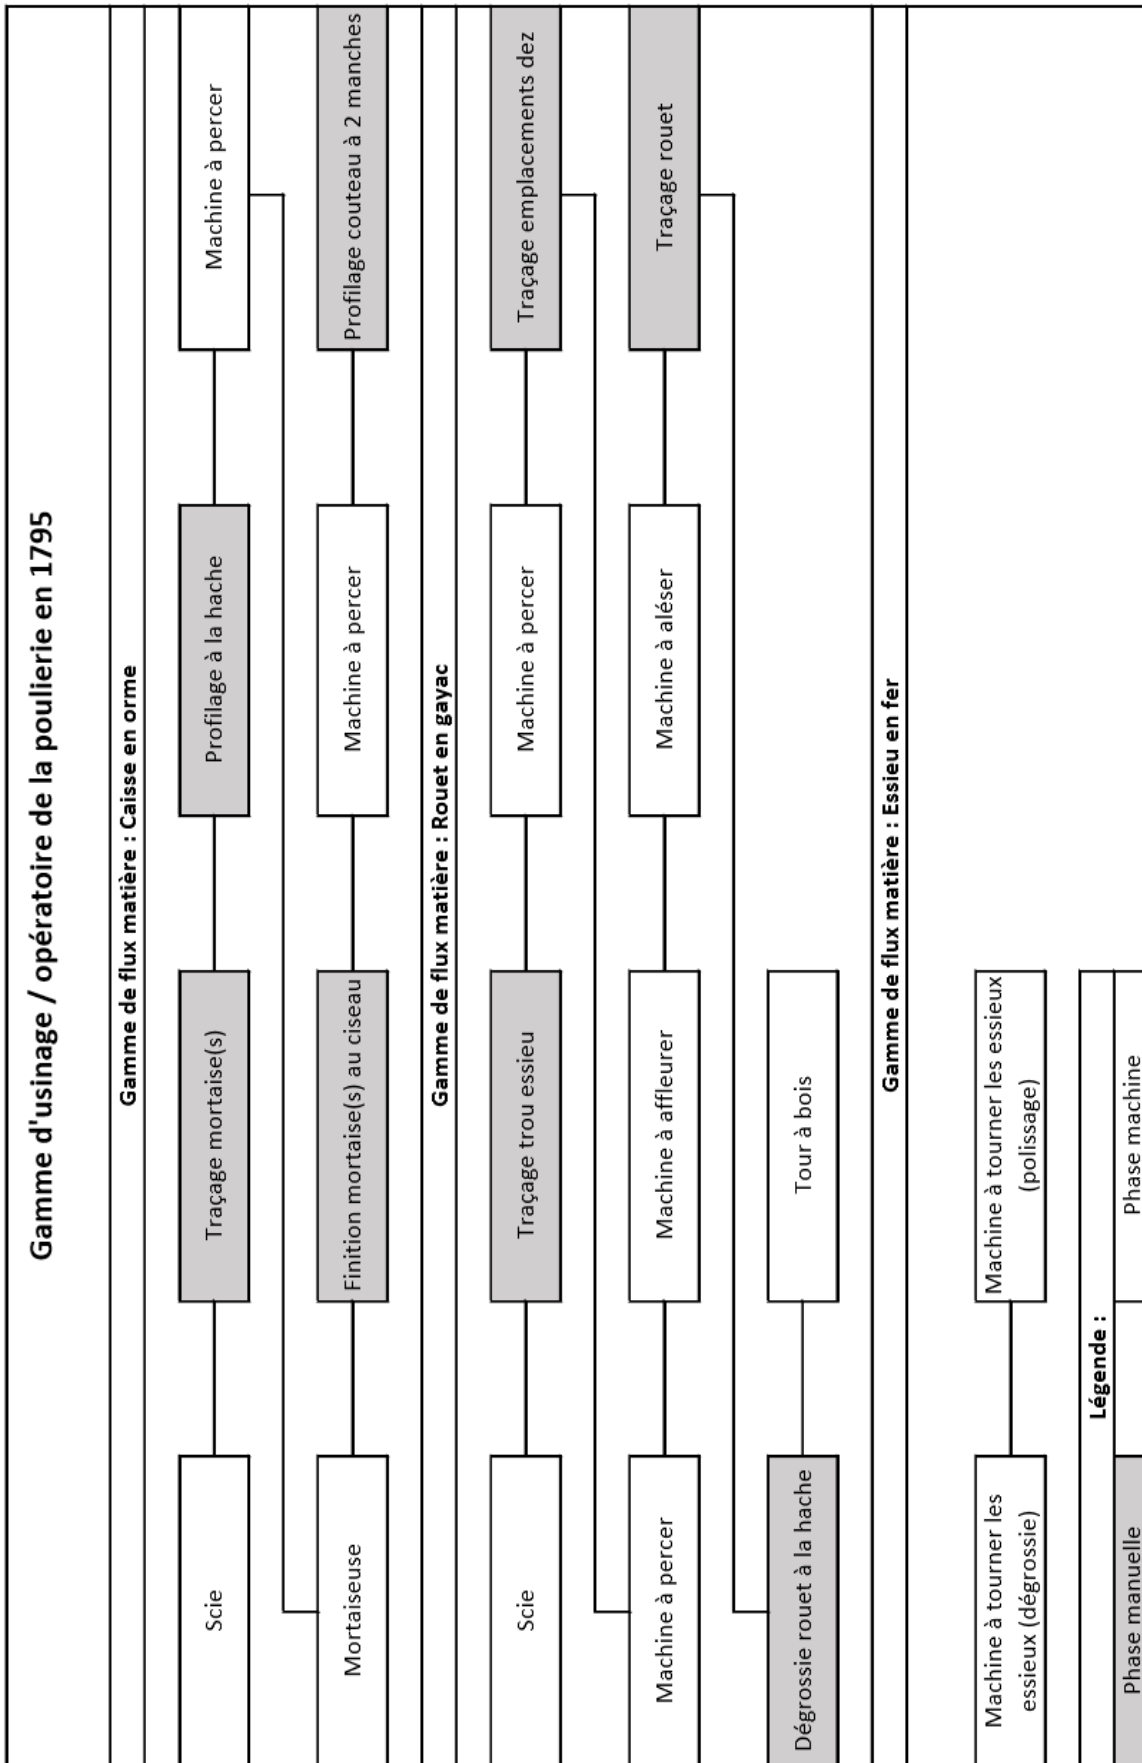 Gamme d'usinage / opératoire de la poulierie en 1795
Gamme de flux matière : Caisse en orme
Scie
Traçage mortaise(s)
Profilage à la hache
Machine à percer
Mortaiseuse
Finition mortaise(s) au ciseau
Machine à percer
Profilage couteau à 2 manches
Gamme de flux matière : Rouet en gayac
Scie
Traçage trou essieu
Machine à percer
Traçage emplacements dez
Machine à percer
Machine à affleurer
Machine à aléser
Traçage rouet
Dégrossie rouet à la hache
Tour à bois
Gamme de flux matière : Essieu en fer
Machine à tourner les
essieux (dégrossie)
Machine à tourner les essieux
(polissage)
Légende :
Phase manuelle
Phase machine